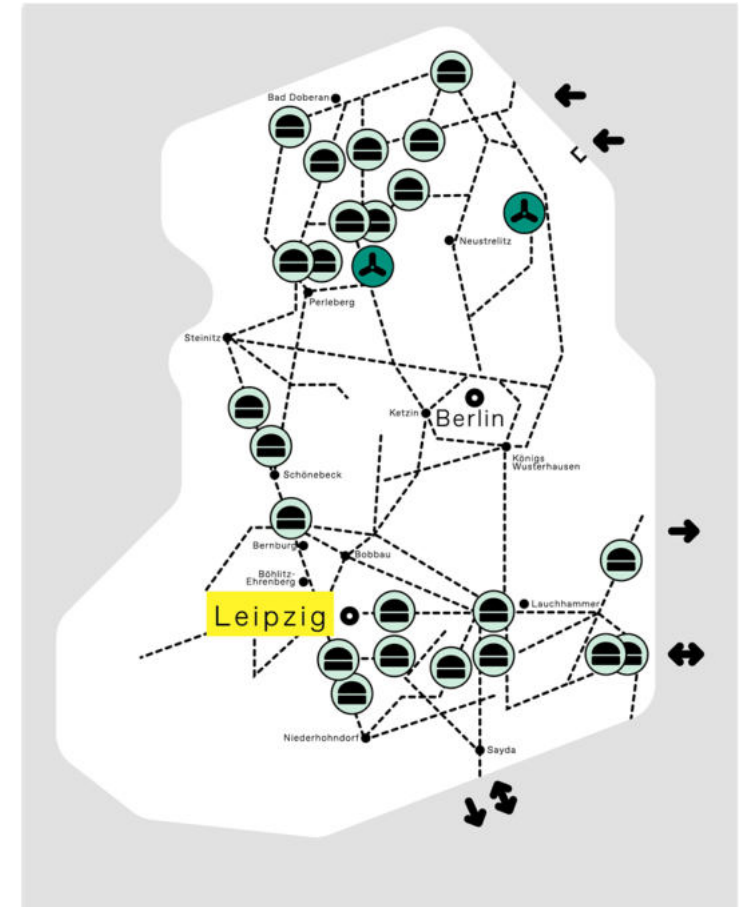 Bad Doberan
Neustrelitz
Perleberg
Steinitz
Ketzin
Berlin
Königs
Wusterhausen
Schönebeck
Bernburg
Bobbau
Böhlitz-
Ehrenberg
Lauchhammer
Leipzig
Niederhohndorf
Sayda